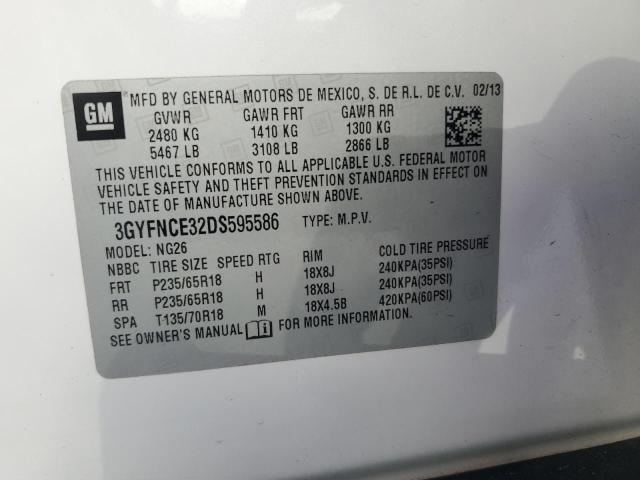 GM MFD BY GENERAL MOTORS DE MEXICO, S. DE R.L. DE C.V. 02/13
GVWR GAWR FRT GAWR RR
2480 KG 1410 KG 1300 KG
5467 LB 3108 LB 2866 LB
THIS VEHICLE CONFORMS TO ALL APPLICABLE U.S. FEDERAL MOTOR
VEHICLE SAFETY AND THEFT PREVENTION STANDARDS IN EFFECT ON
THE DATE OF MANUFACTURE SHOWN ABOVE.
3GYFNCE32DS595586 TYPE: M.P.V.
MODEL: NG26
NBBC TIRE SIZE SPEED RTG RIM COLD TIRE PRESSURE
FRT P235/65R18 H 18X8J 240KPA(35PSI)
RR P235/65R18 H 18X8J 240KPA(35PSI)
SPA T135/70R18 M 18X4.5B 420KPA(60PSI)
SEE OWNER'S MANUAL FOR MORE INFORMATION.